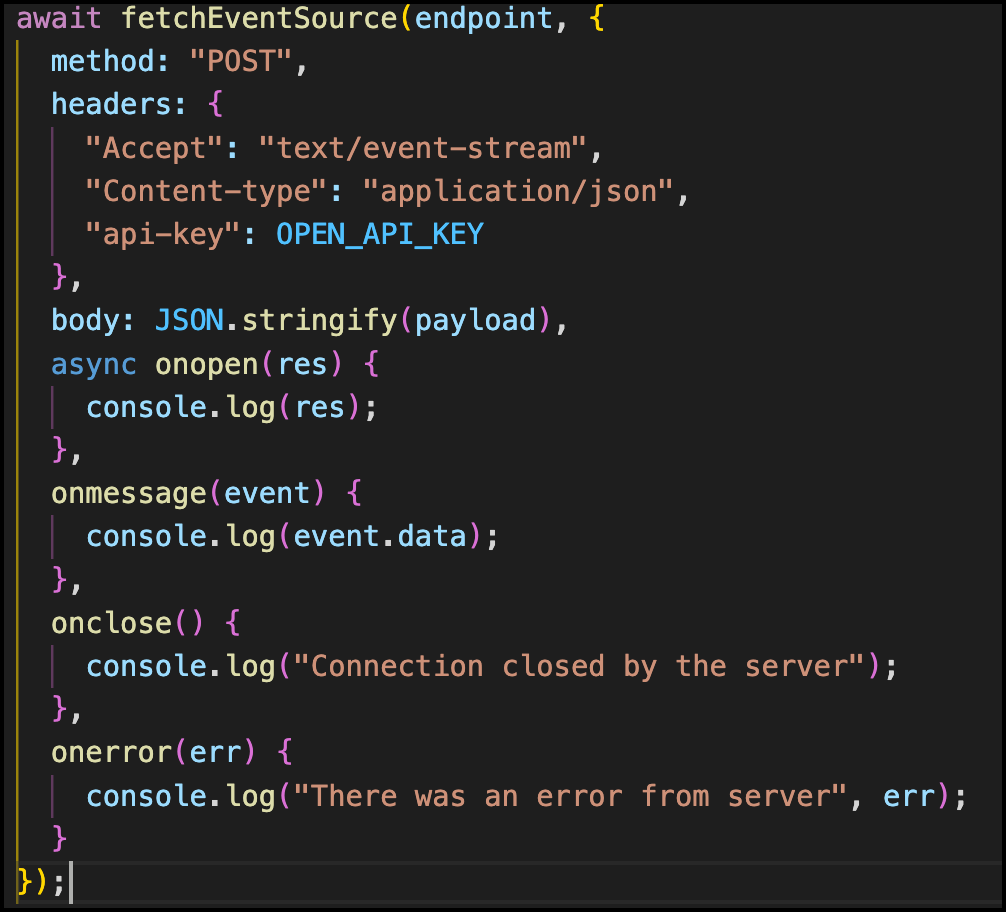 await fetchEventSource(endpoint, {
  method: "POST",
  headers: {
    "Accept": "text/event-stream",
    "Content-type": "application/json",
    "api-key": OPEN_API_KEY
  },
  body: JSON.stringify(payload),
  async onopen(res) {
    console.log(res);
  },
  onmessage(event) {
    console.log(event.data);
  },
  onclose() {
    console.log("Connection closed by the server");
  },
  onerror(err) {
    console.log("There was an error from server", err);
  }
});